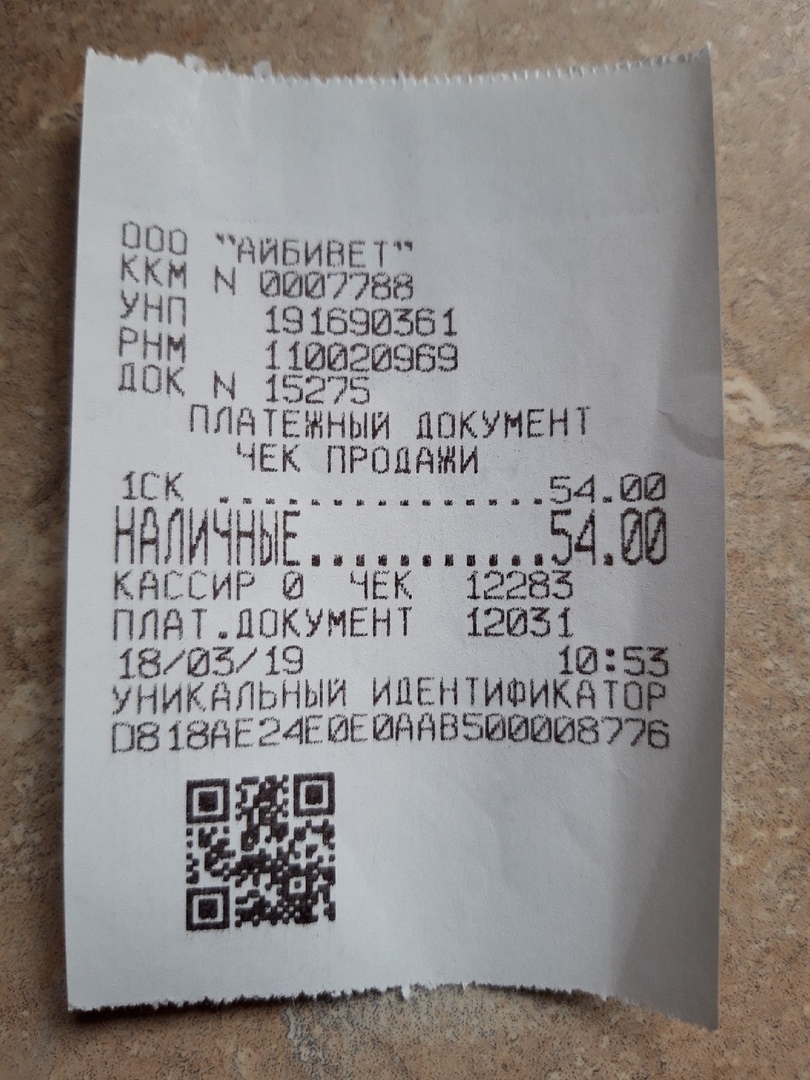 ООО "АЙБИВЕТ"
ККМ N 0007788
УНП 191690361
РНМ 110020969
ДОК N 15275
ПЛАТЕЖНЫЙ ДОКУМЕНТ
ЧЕК ПРОДАЖИ
1СК ..............54.00
НАЛИЧНЫЕ...........54.00
КАССИР 0 ЧЕК 12283
ПЛАТ.ДОКУМЕНТ 12031
18/03/19 10:53
УНИКАЛЬНЫЙ ИДЕНТИФИКАТОР
D818AE24E0E0AAB500008776